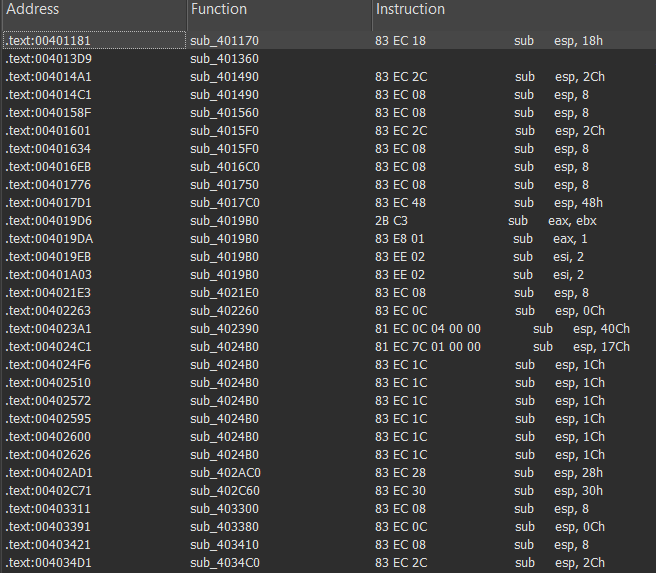 Address Function Instruction
.text:00401181 sub_401170 83 EC 18 sub esp, 18h
.text:004013D9 sub_401360
.text:004014A1 sub_401490 83 EC 2C sub esp, 2Ch
.text:004014C1 sub_401490 83 EC 08 sub esp, 8
.text:0040158F sub_401560 83 EC 08 sub esp, 8
.text:00401601 sub_4015F0 83 EC 2C sub esp, 2Ch
.text:00401634 sub_4015F0 83 EC 08 sub esp, 8
.text:004016EB sub_4016C0 83 EC 08 sub esp, 8
.text:00401776 sub_401750 83 EC 08 sub esp, 8
.text:004017D1 sub_4017C0 83 EC 48 sub esp, 48h
.text:004019D6 sub_4019B0 2B C3 sub eax, ebx
.text:004019DA sub_4019B0 83 E8 01 sub eax, 1
.text:004019EB sub_4019B0 83 EE 02 sub esi, 2
.text:00401A03 sub_4019B0 83 EE 02 sub esi, 2
.text:004021E3 sub_4021E0 83 EC 08 sub esp, 8
.text:00402263 sub_402260 83 EC 0C sub esp, 0Ch
.text:004023A1 sub_402390 81 EC 0C 04 00 00 sub esp, 40Ch
.text:004024C1 sub_4024B0 81 EC 7C 01 00 00 sub esp, 17Ch
.text:004024F6 sub_4024B0 83 EC 1C sub esp, 1Ch
.text:00402510 sub_4024B0 83 EC 1C sub esp, 1Ch
.text:00402572 sub_4024B0 83 EC 1C sub esp, 1Ch
.text:00402595 sub_4024B0 83 EC 1C sub esp, 1Ch
.text:00402600 sub_4024B0 83 EC 1C sub esp, 1Ch
.text:00402626 sub_4024B0 83 EC 1C sub esp, 1Ch
.text:00402AD1 sub_402AC0 83 EC 28 sub esp, 28h
.text:00402C71 sub_402C60 83 EC 30 sub esp, 30h
.text:00403311 sub_403300 83 EC 08 sub esp, 8
.text:00403391 sub_403380 83 EC 0C sub esp, 0Ch
.text:00403421 sub_403410 83 EC 08 sub esp, 8
.text:004034D1 sub_4034C0 83 EC 2C sub esp, 2Ch